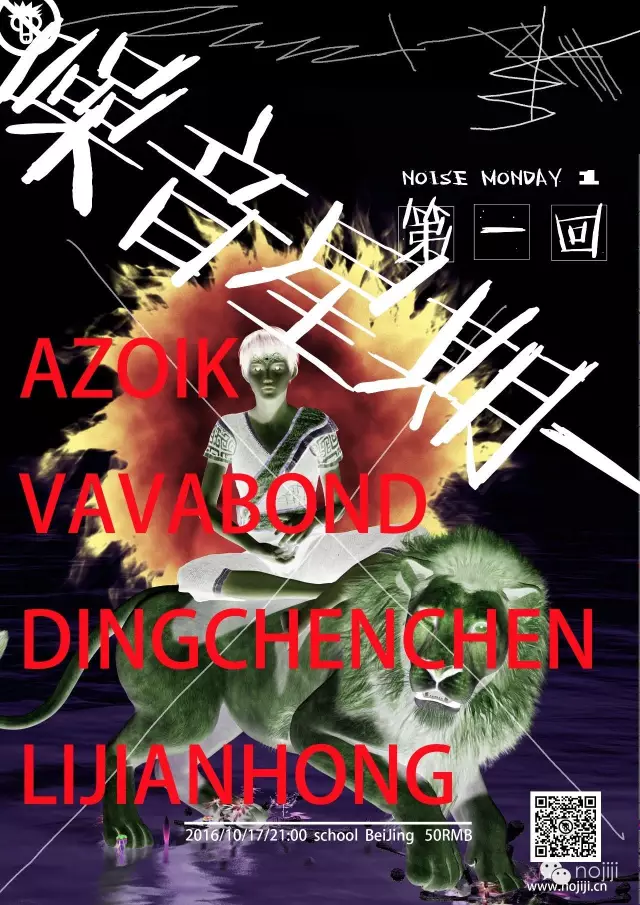 噪音星期一
NOISE MONDAY 1
第一回
AZOIK
VAVABOND
DINGCHENCHEN
LIJIANHONG
2016/10/17/21:00 school BeiJing 50RMB
nojiji
www.nojiji.cn